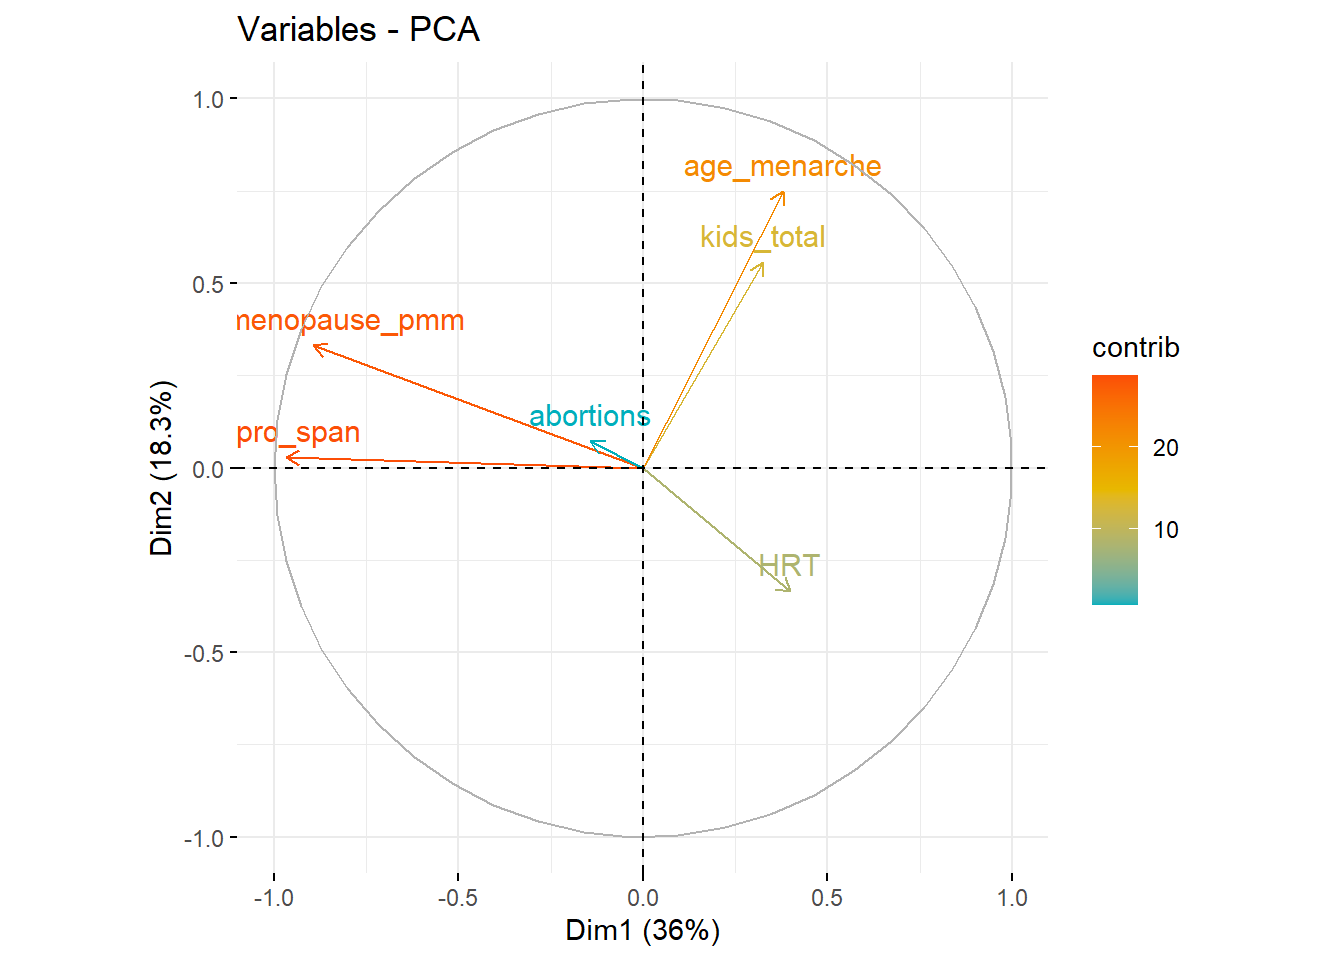 Variables - PCA
age_menarche
kids_total
menopause_pmm
abortions
pro_span
HRT
1.0
0.5
0.0
-0.5
-1.0
Dim2 (18.3%)
-1.0
-0.5
0.0
0.5
1.0
Dim1 (36%)
contrib
20
10